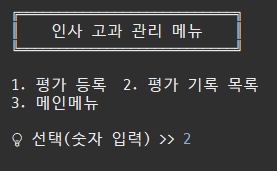 인사 고과 관리 메뉴
1. 평가 등록  2. 평가 기록 목록
3. 메인메뉴
선택(숫자 입력) >> 2